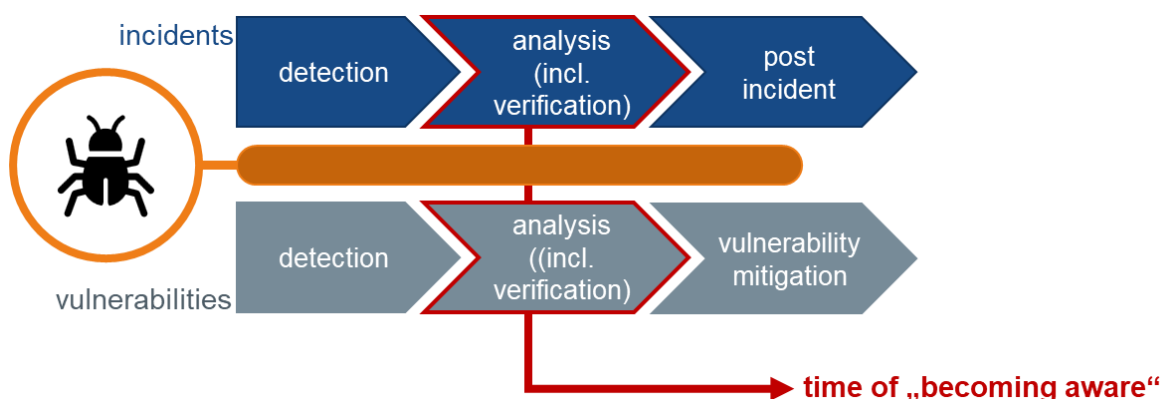 incidents
detection
analysis
(incl.
verification)
post
incident
detection
analysis
((incl.
verification)
vulnerability
mitigation
vulnerabilities
time of „becoming aware“